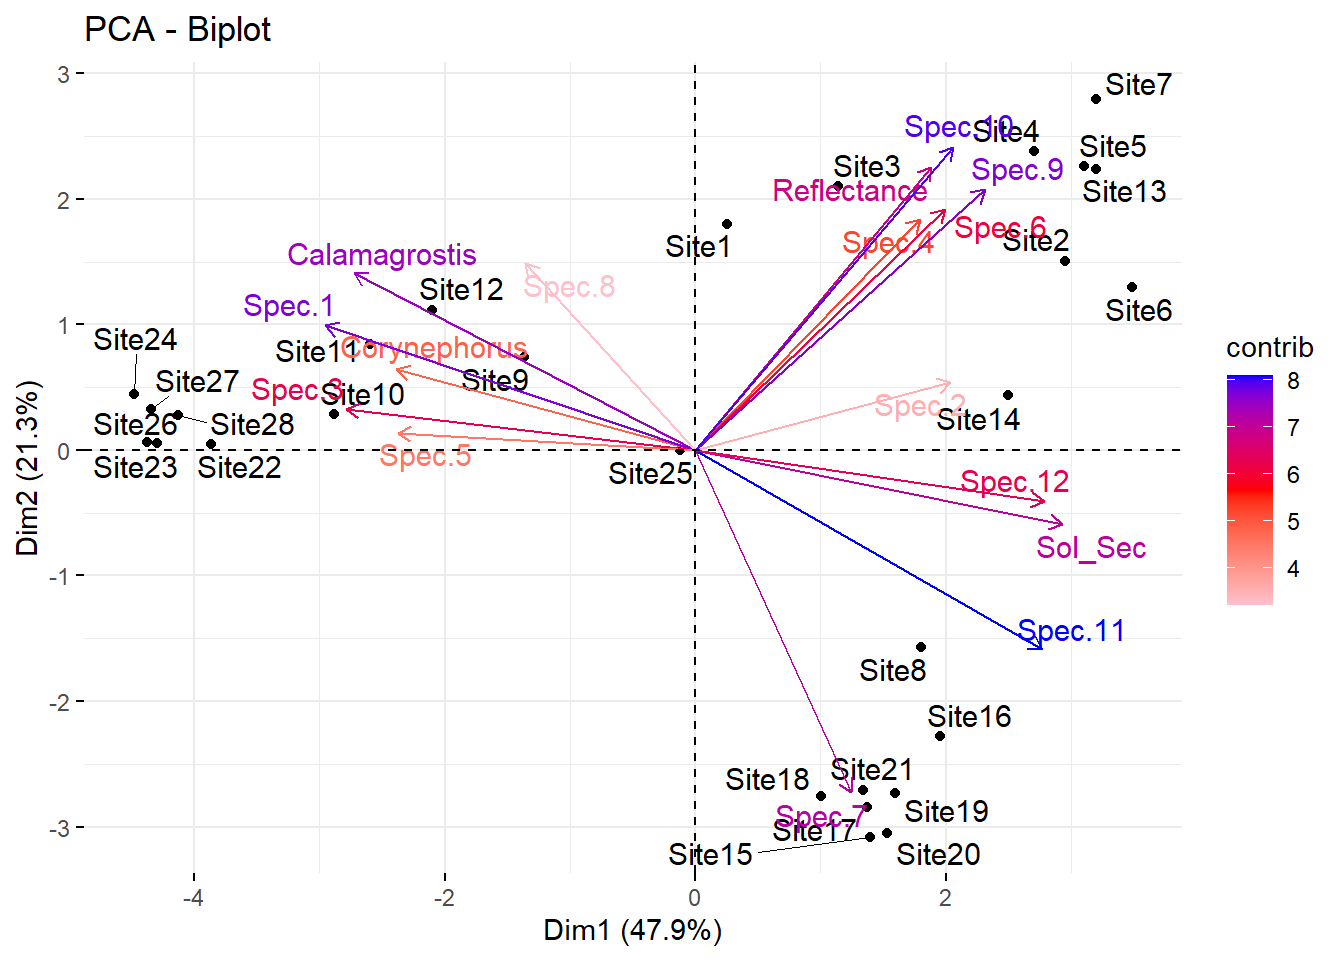 PCA - Biplot
3
Site7
Spec.10
Site4
Site5
Site3
Spec.9
2
Reflectance
Site13
Spec.6
Site1
Spec.4
Site2
Calamagrostis
Spec.8
Site12
Site6
Spec.1
1
Site24
Site11
Corynephorus
contrib
Site27
Site9
8
Spec.3
Site10
Spec.2
Site26
Site28
Site14
7
0
Spec.5
Site23
Site22
Site25
Spec.12
6
Dim2 (21.3%)
5
Sol_Sec
4
-1
Spec.11
Site8
-2
Site16
Site18
Site21
Spec.7
Site19
-3
Site17
Site15
Site20
-4
-2
0
2
Dim1 (47.9%)